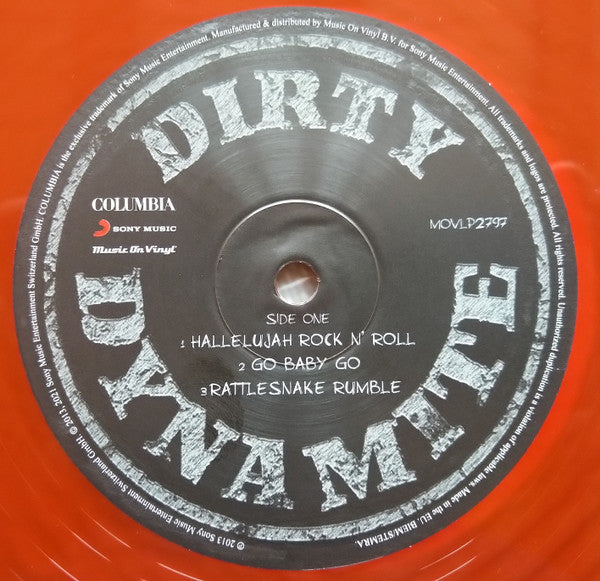 DIRTY
DYNAMITE
COLUMBIA
SONY MUSIC
Music On Vinyl
MOVLP2797
SIDE ONE
1 HALLELUJAH ROCK N' ROLL
2 GO BABY GO
3 RATTLESNAKE RUMBLE
℗ 2013 Sony Music Entertainment Switzerland GmbH. © 2013, 2021 Sony Music Entertainment Switzerland GmbH. COLUMBIA is the exclusive trademark of Sony Music Entertainment. Manufactured & distributed by Music On Vinyl B.V. for Sony Music Entertainment. All trademarks and logos are protected. All rights reserved. Unauthorized duplication is a violation of applicable laws. Made in the EU. BIEM/STEMRA.